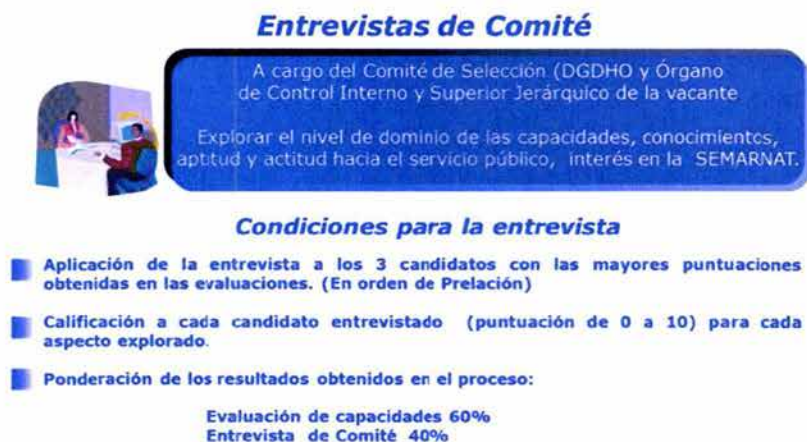 Entrevistas de Comité
A cargo del Comité de Selección (DGDHO y Órgano
de Control Interno y Superior Jerárquico de la vacante
Explorar el nivel de dominio de las capacidades, conocimientos,
aptitud y actitud hacia el servicio público, interés en la SEMARNAT.
Condiciones para la entrevista
Aplicación de la entrevista a los 3 candidatos con las mayores puntuaciones
obtenidas en las evaluaciones. (En orden de Prelación)
Calificación a cada candidato entrevistado (puntuación de 0 a 10) para cada
aspecto explorado.
Ponderación de los resultados obtenidos en el proceso:
Evaluación de capacidades 60%
Entrevista de Comité 40%